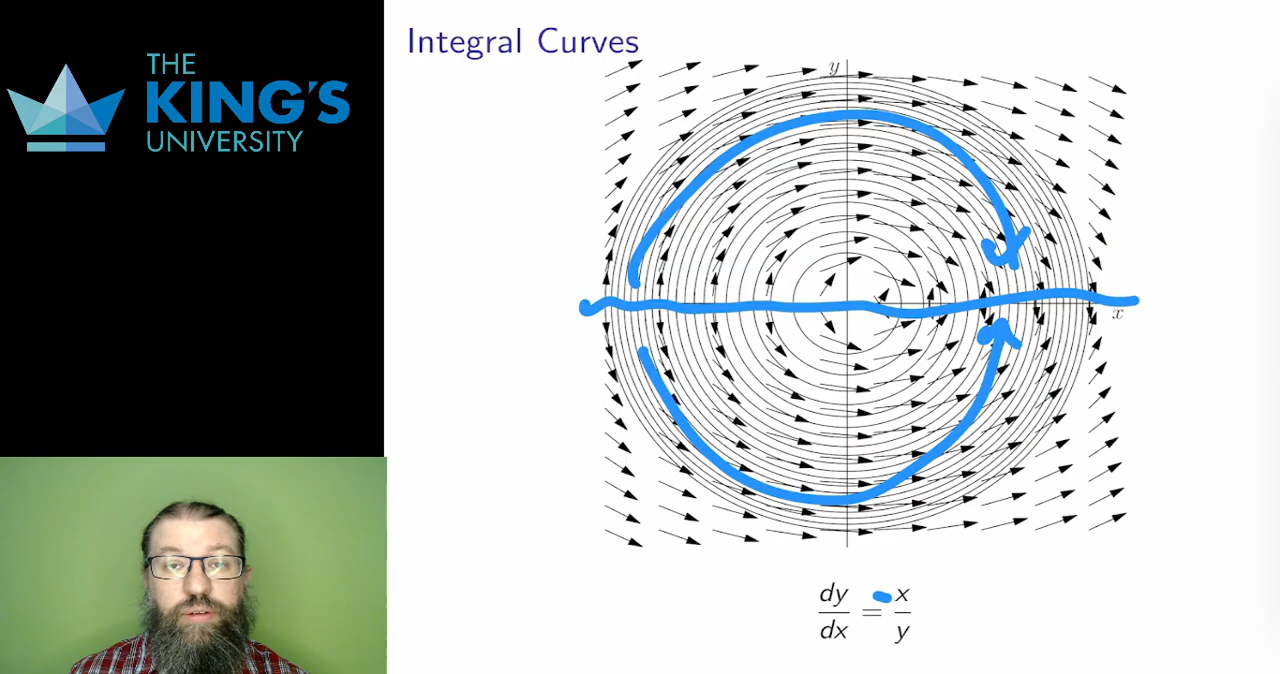 THE
KING'S
UNIVERSITY
Integral Curves
y
x
dy/dx = -x/y